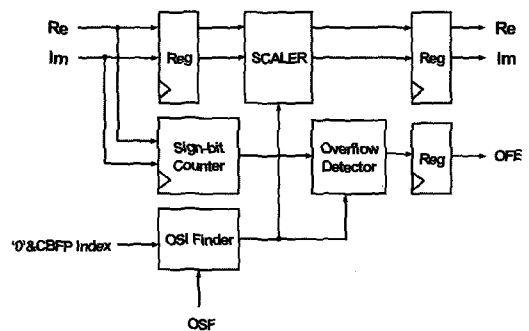 Re
Im
Reg
SCALER
Reg
Re
Im
Sign-bit
Counter
Overflow
Detector
Reg
OFB
'0'&CBFP Index
OSI Finder
OSF